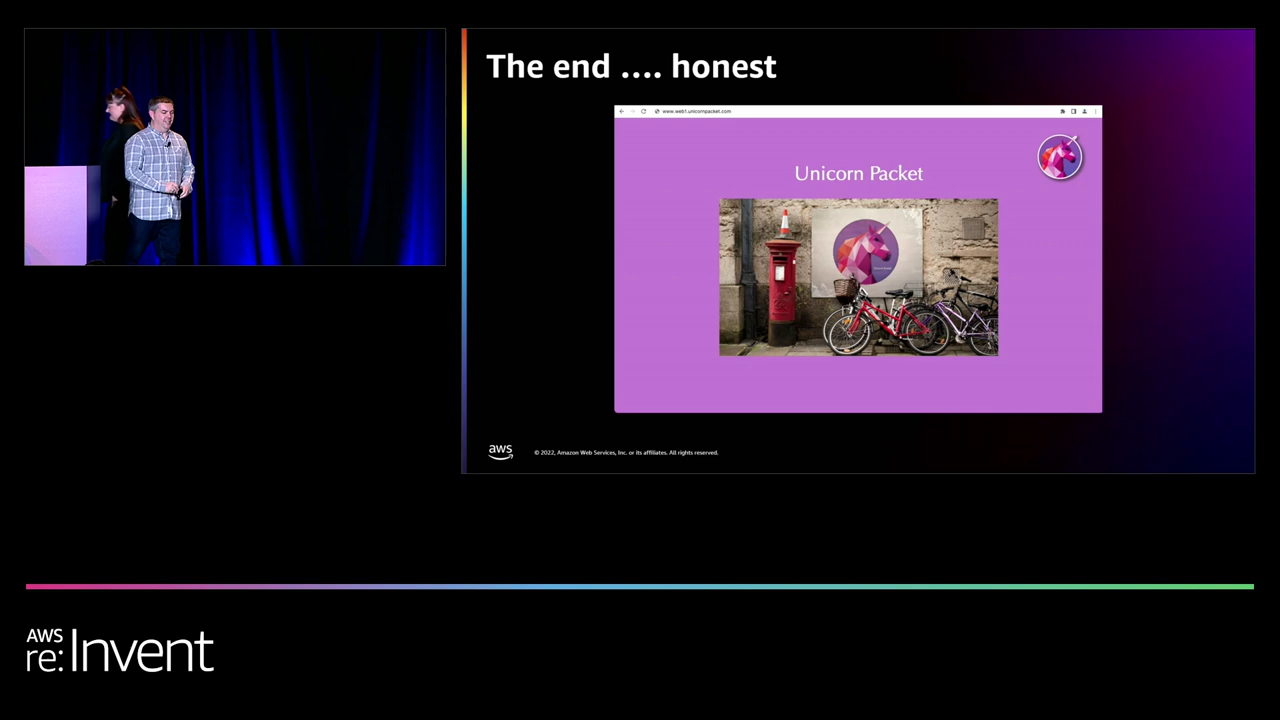 The end .... honest
www.web1.unicornpacket.com
Unicorn Packet
aws
© 2022, Amazon Web Services, Inc. or its affiliates. All rights reserved.
AWS
re:Invent